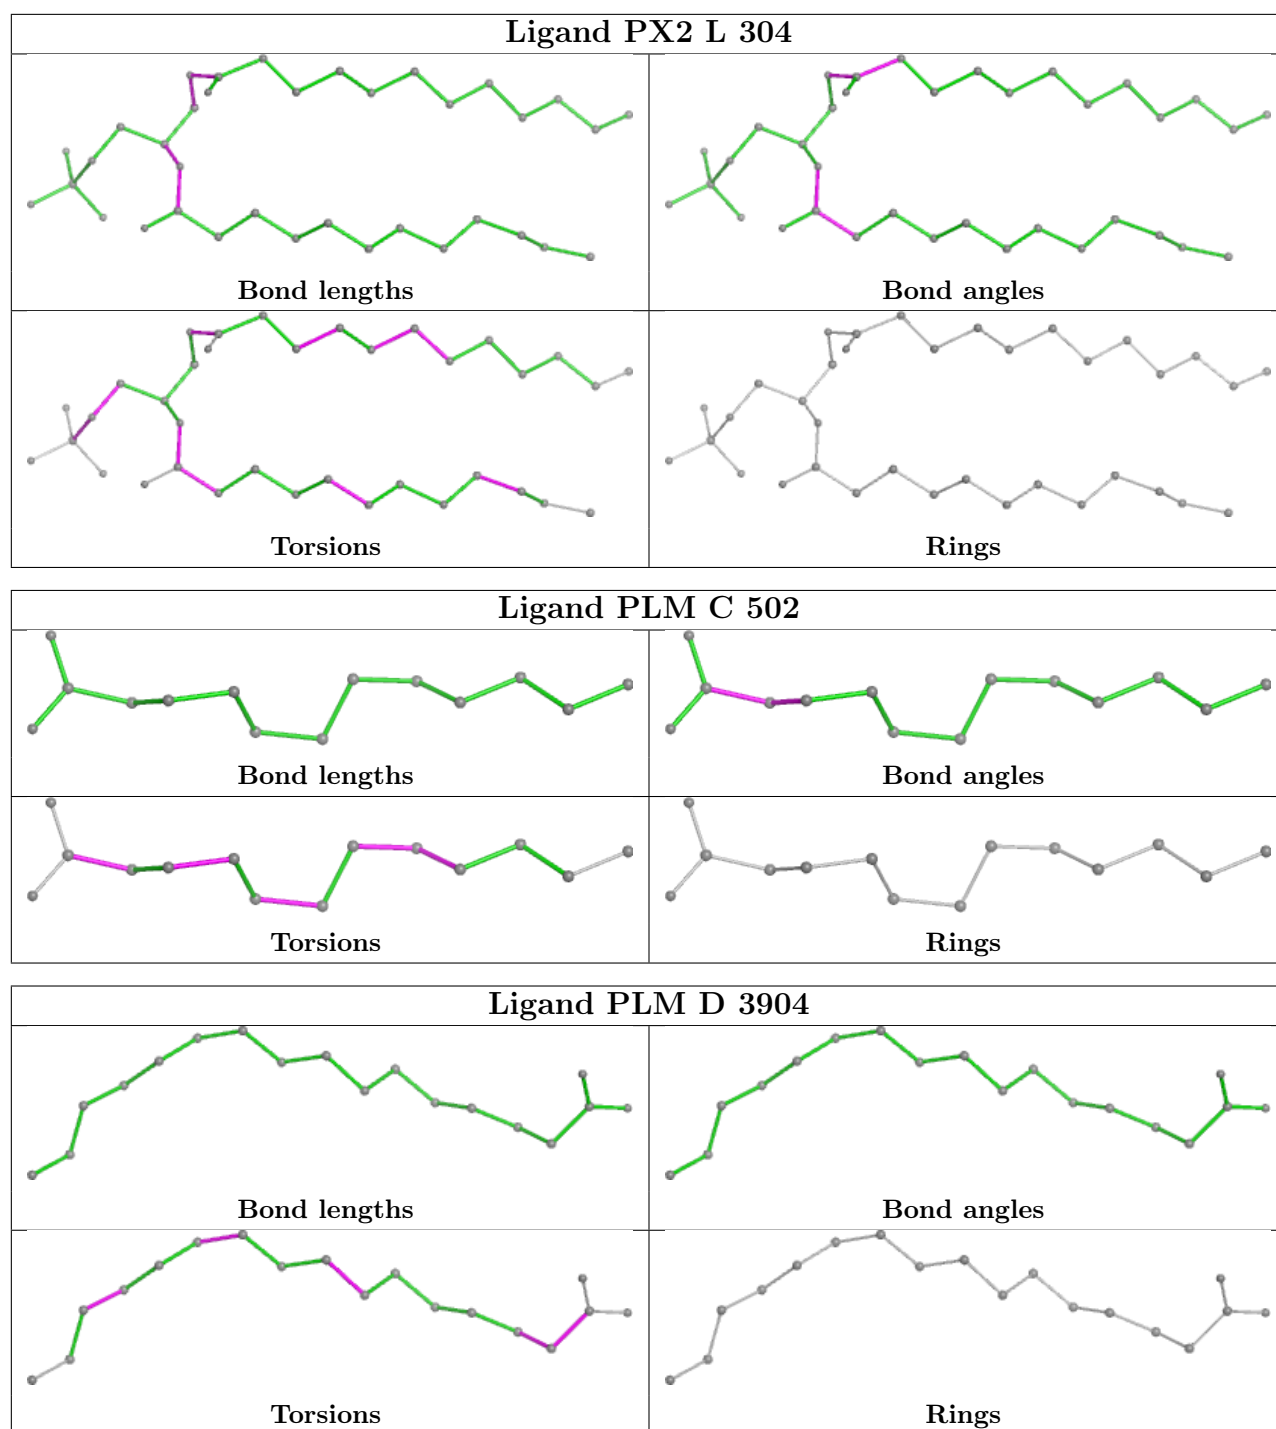 Ligand PX2 L 304
Bond lengths
Bond angles
Torsions
Rings
Ligand PLM C 502
Bond lengths
Bond angles
Torsions
Rings
Ligand PLM D 3904
Bond lengths
Bond angles
Torsions
Rings